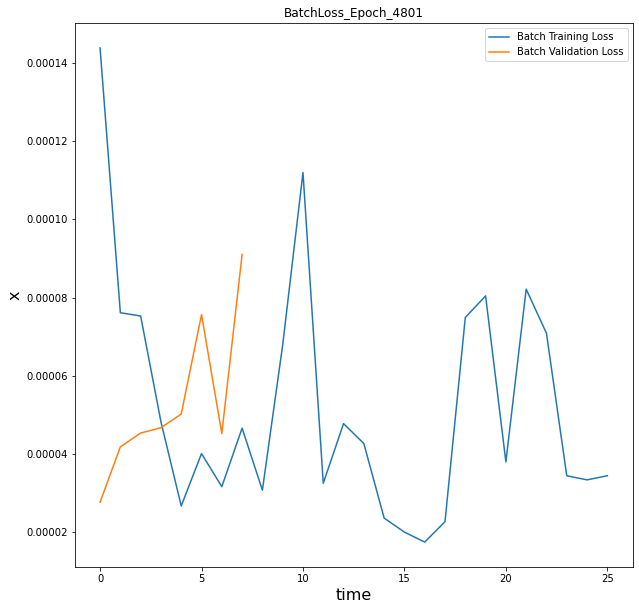 BatchLoss_Epoch_4801
Batch Training Loss
Batch Validation Loss
0.00014
0.00012
0.00010
0.00008
0.00006
0.00004
0.00002
x
0 5 10 15 20 25
time